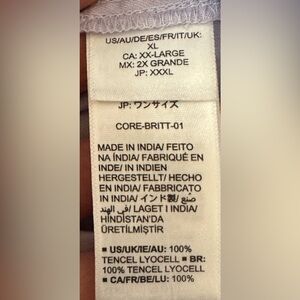 US/AU/DE/ES/FR/IT/UK:
XL
CA: XX-LARGE
MX: 2X GRANDE
JP: XXXL
JP: ワンサイズ
CORE-BRITT-01
MADE IN INDIA/ FEITO
NA ÍNDIA/ FABRIQUÉ EN
INDE/ IN INDIEN
HERGESTELLT/ HECHO
EN INDIA/ FABBRICATO
IN INDIA/ インド製/ صنع
في الهند/ LAGET I INDIA/
HİNDİSTAN'DA
ÜRETİLMİŞTİR
■ US/UK/IE/AU: 100%
TENCEL LYOCELL ■ BR:
100% TENCEL LYOCELL
■ CA/FR/BE/LU: 100%